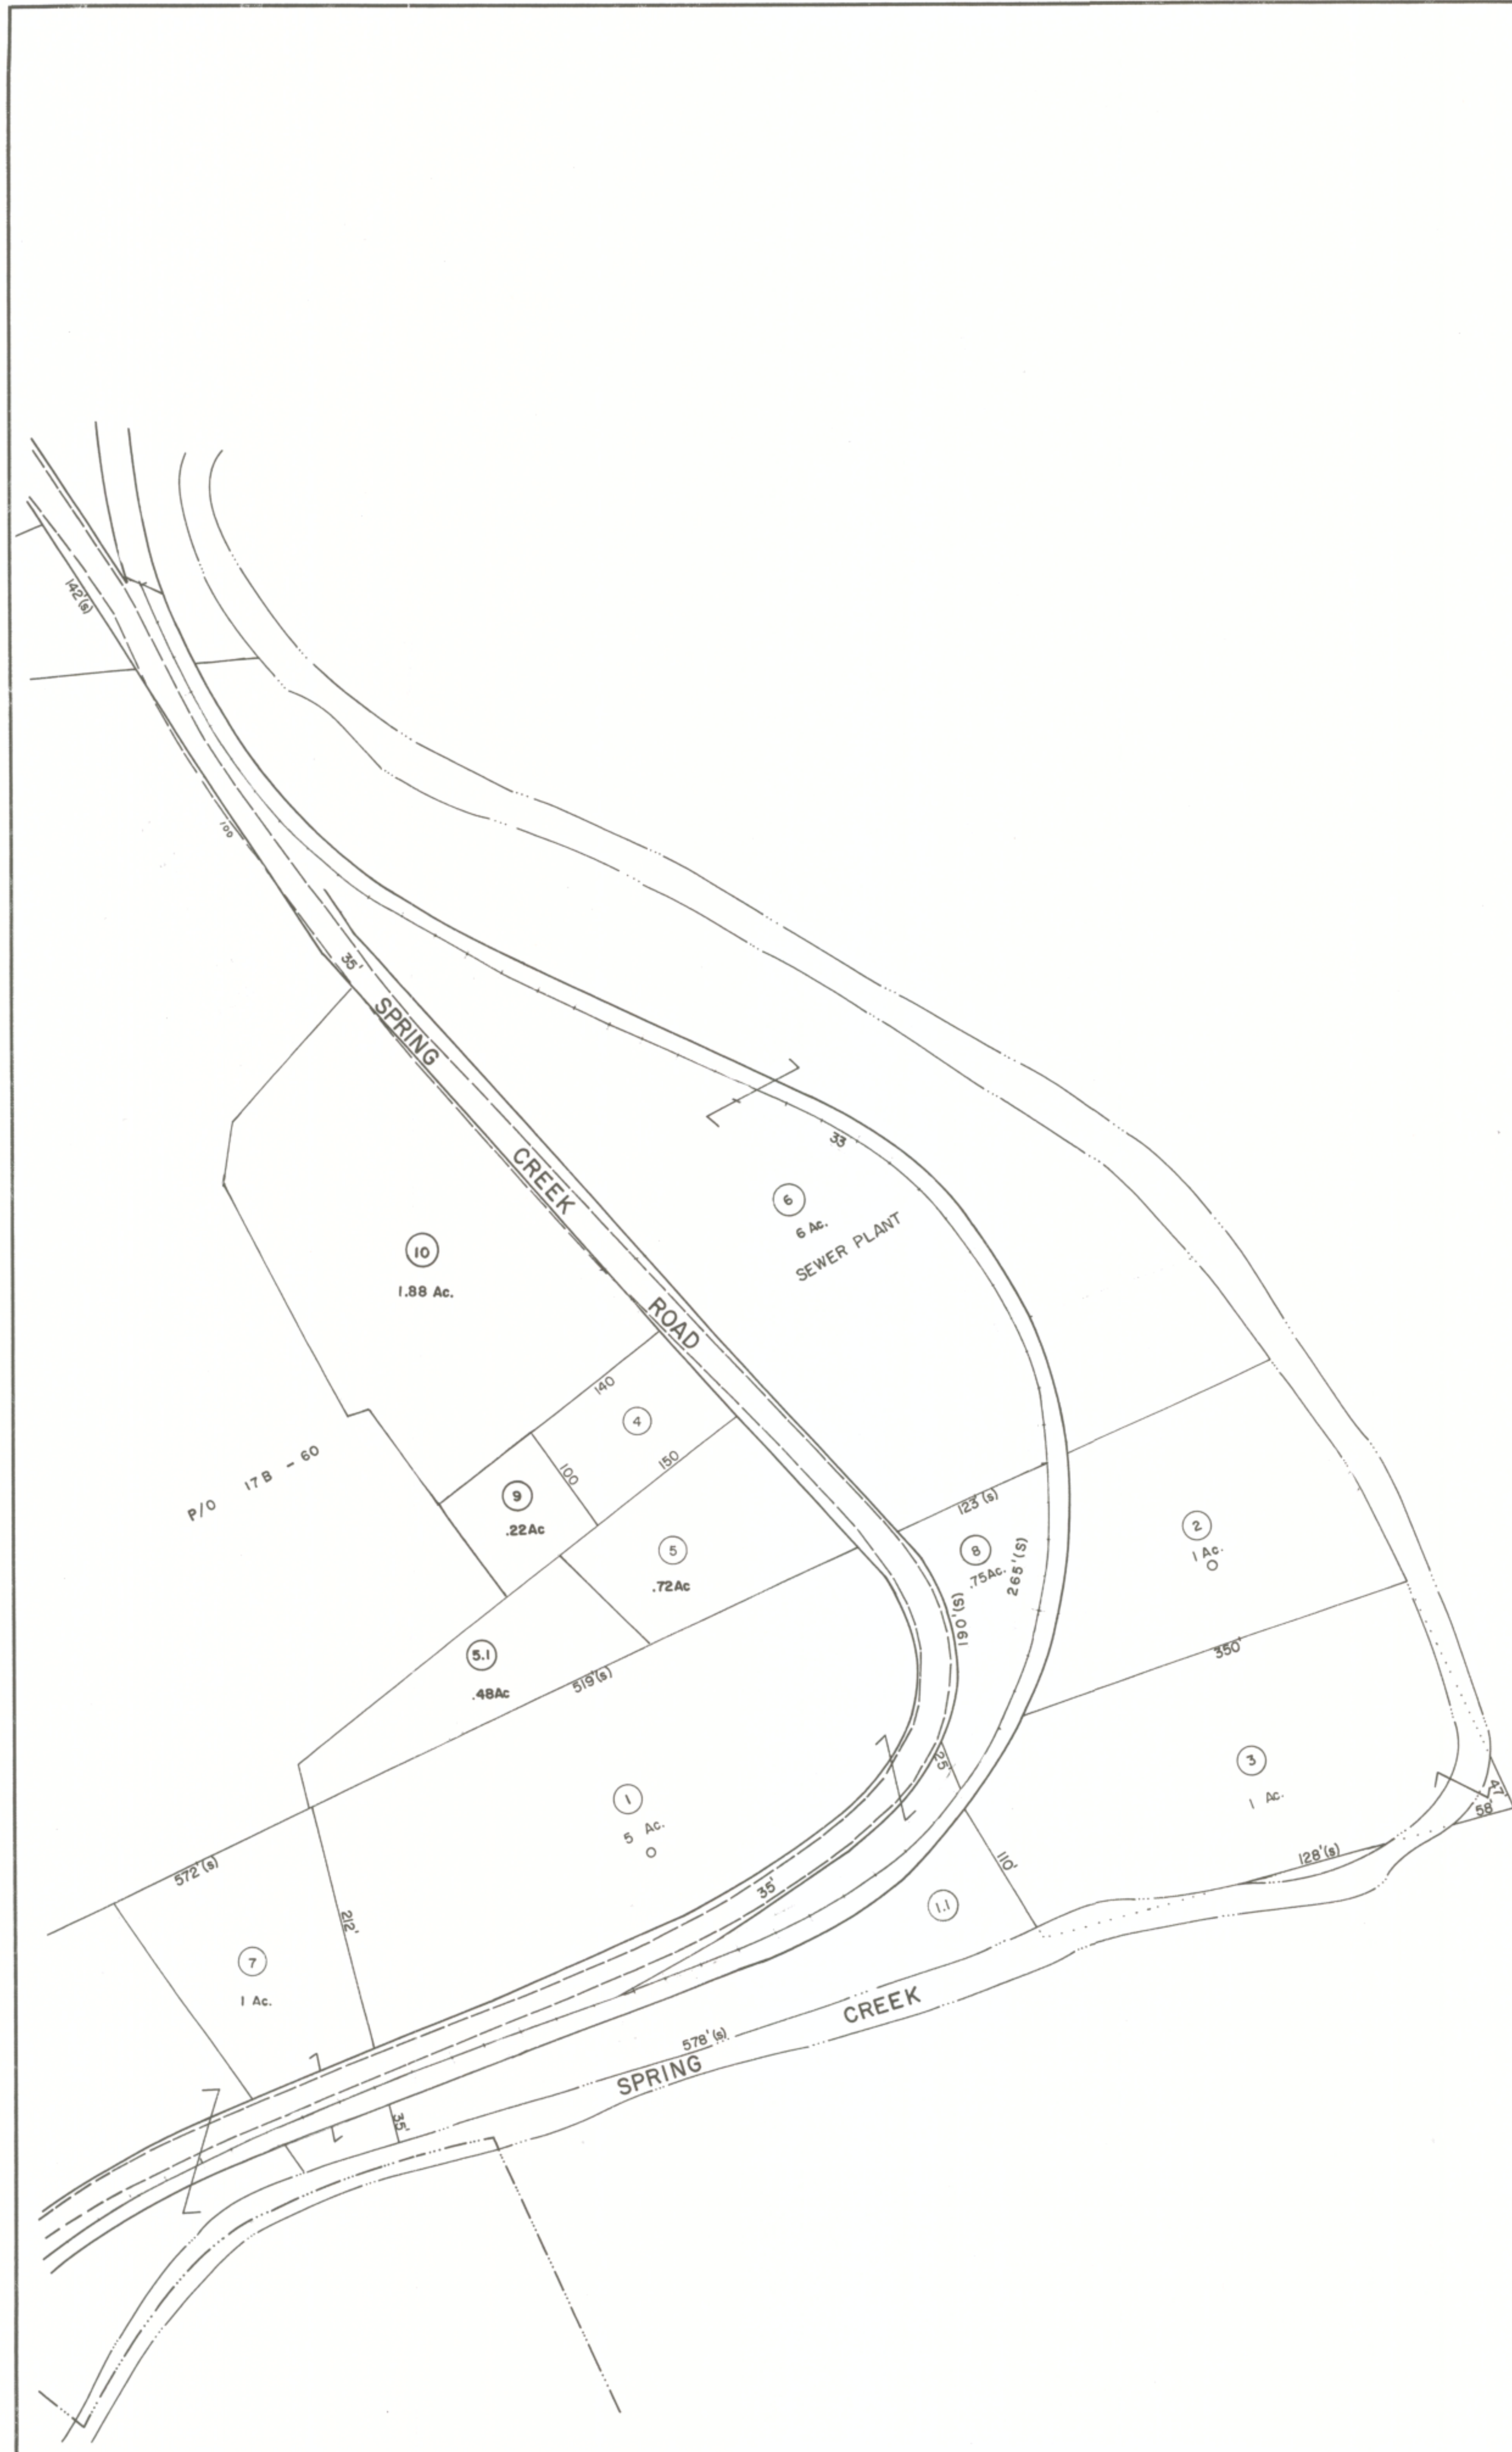 142'(s)
100
35'
SPRING
CREEK
ROAD
33
6
6 Ac.
SEWER PLANT
10
1.88 Ac.
140
4
150
100
P/O 17B - 60
9
.22Ac
5
.72Ac
123'(s)
8
.75Ac.
265'(S)
190'(S)
2
1 Ac.
350'
5.1
.48Ac
519'(s)
25'
3
1 Ac.
47'
58'
1
5 Ac.
128'(s)
572'(s)
110'
35'
212'
1.1
7
1 Ac.
CREEK
578'(s)
SPRING
35'